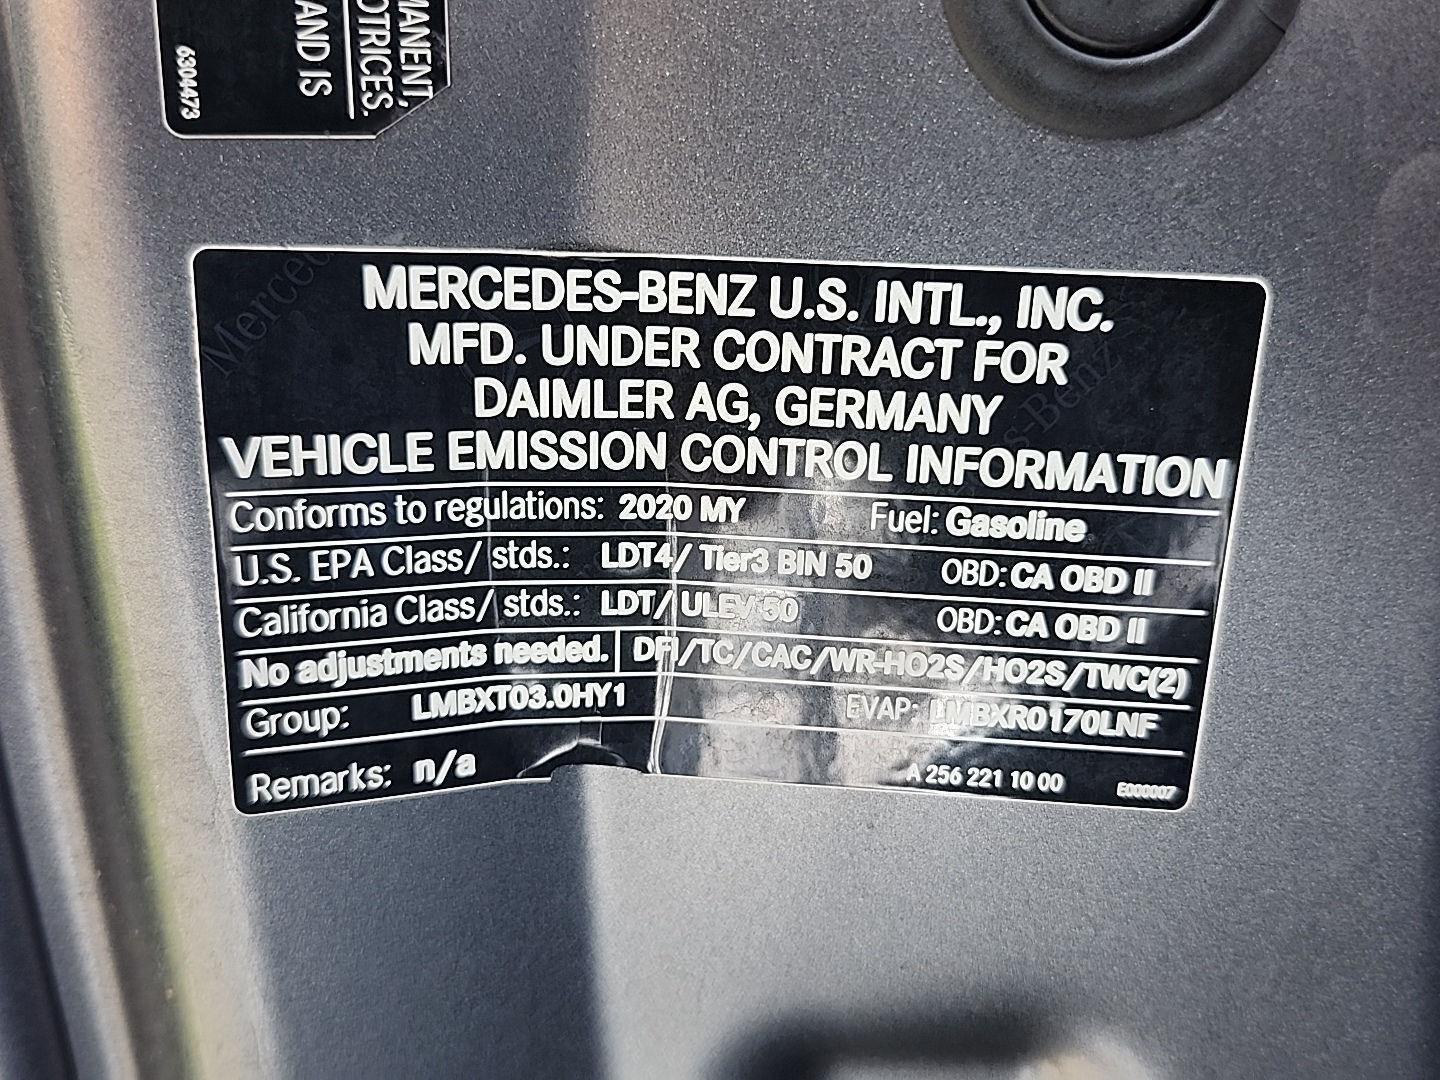 MANENT,
OTRICES.
AND IS
6304473
MERCEDES-BENZ U.S. INTL., INC.
MFD. UNDER CONTRACT FOR
DAIMLER AG, GERMANY
VEHICLE EMISSION CONTROL INFORMATION
Conforms to regulations: 2020 MY Fuel: Gasoline
U.S. EPA Class/ stds.: LDT4/ Tier3 BIN 50 OBD: CA OBD II
California Class/ stds.: LDT/ ULEV 50 OBD: CA OBD II
No adjustments needed. DFI/TC/CAC/WR-HO2S/HO2S/TWC(2)
Group: LMBXT03.0HY1 EVAP: LMBXR0170LNF
Remarks: n/a A 256 221 10 00 E000007